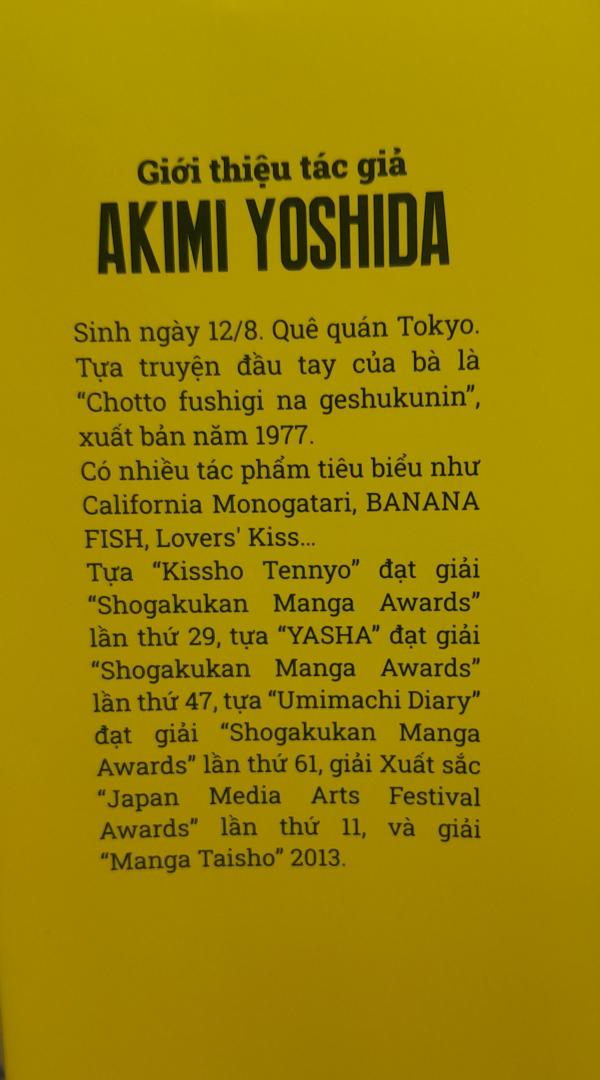 Giới thiệu tác giả
AKIMI YOSHIDA
Sinh ngày 12/8. Quê quán Tokyo.
Tựa truyện đầu tay của bà là
“Chotto fushigi na geshukunin”,
xuất bản năm 1977.
Có nhiều tác phẩm tiêu biểu như
California Monogatari, BANANA
FISH, Lovers' Kiss...
Tựa “Kissho Tennyo” đạt giải
“Shogakukan Manga Awards”
lần thứ 29, tựa “YASHA” đạt giải
“Shogakukan Manga Awards”
lần thứ 47, tựa “Umimachi Diary”
đạt giải “Shogakukan Manga
Awards” lần thứ 61, giải Xuất sắc
“Japan Media Arts Festival
Awards” lần thứ 11, và giải
“Manga Taisho” 2013.